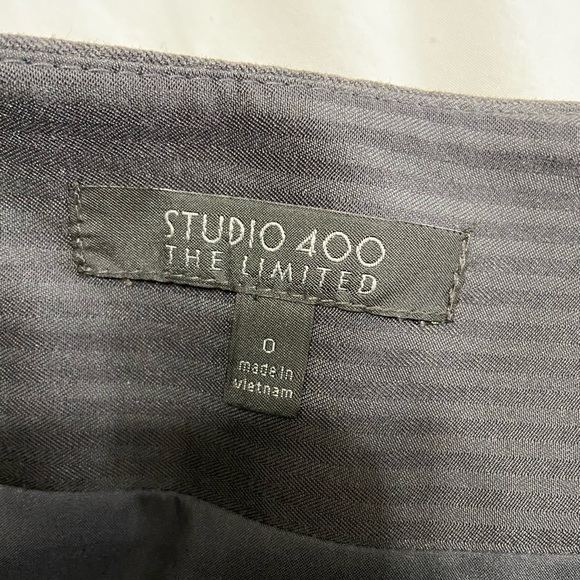 STUDIO 400
THE LIMITED
0
made in
vietnam